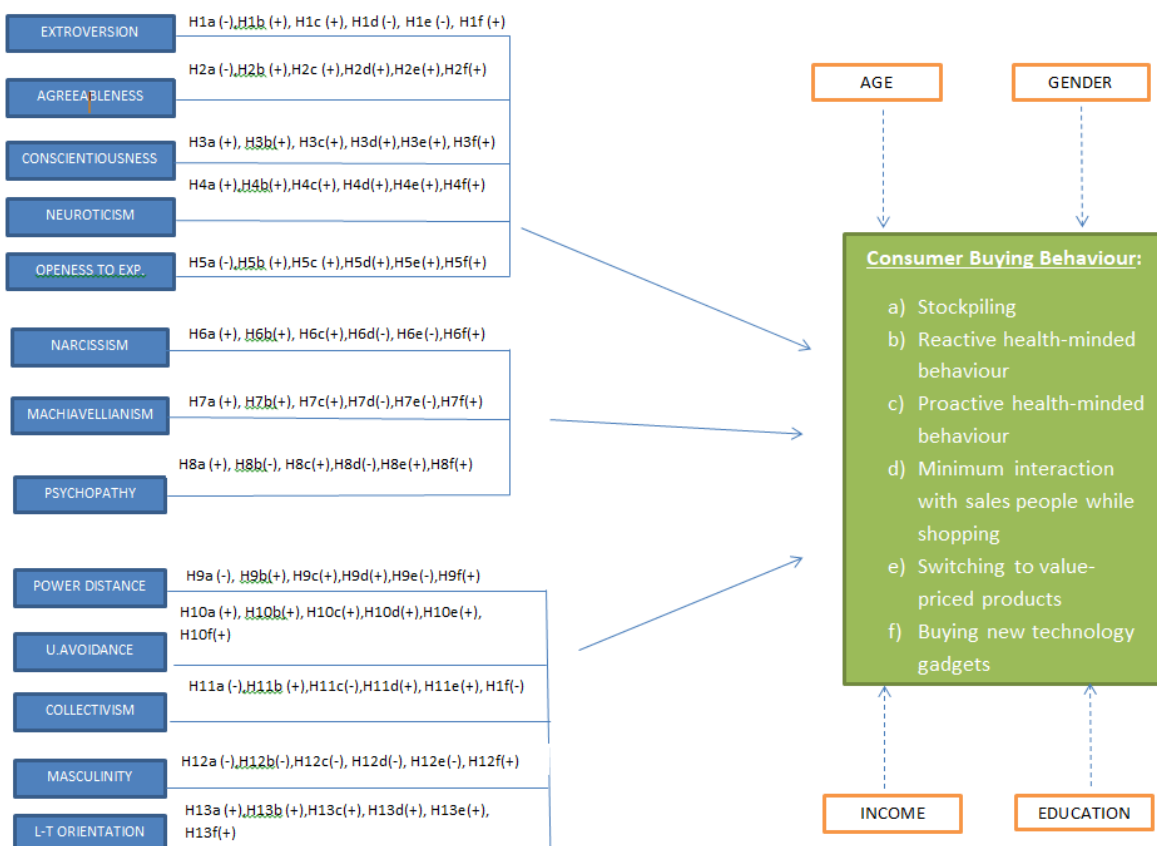 EXTROVERSION
H1a (-),H1b (+), H1c (+), H1d (-), H1e (-), H1f (+)
AGREEABLENESS
H2a (-),H2b (+),H2c (+),H2d(+),H2e(+),H2f(+)
CONSCIENTIOUSNESS
H3a (+), H3b(+), H3c(+), H3d(+),H3e(+), H3f(+)
NEUROTICISM
H4a (+),H4b(+),H4c(+), H4d(+),H4e(+),H4f(+)
OPENESS TO EXP.
H5a (-),H5b (+),H5c (+),H5d(+),H5e(+),H5f(+)
NARCISSISM
H6a (+), H6b(+), H6c(+),H6d(-), H6e(-),H6f(+)
MACHIAVELLIANISM
H7a (+), H7b(+), H7c(+),H7d(-),H7e(-),H7f(+)
PSYCHOPATHY
H8a (+), H8b(-), H8c(+),H8d(-),H8e(+),H8f(+)
POWER DISTANCE
H9a (-), H9b(+), H9c(+),H9d(+),H9e(-),H9f(+)
U.AVOIDANCE
H10a (+), H10b(+), H10c(+),H10d(+),H10e(+),
H10f(+)
COLLECTIVISM
H11a (-),H11b (+),H11c(-),H11d(+), H11e(+), H1f(-)
MASCULINITY
H12a (-),H12b(-),H12c(-), H12d(-), H12e(-), H12f(+)
L-T ORIENTATION
H13a (+),H13b (+),H13c(+), H13d(+), H13e(+),
H13f(+)
AGE
GENDER
Consumer Buying Behaviour:
a) Stockpiling
b) Reactive health-minded
behaviour
c) Proactive health-minded
behaviour
d) Minimum interaction
with sales people while
shopping
e) Switching to value-
priced products
f) Buying new technology
gadgets
INCOME
EDUCATION